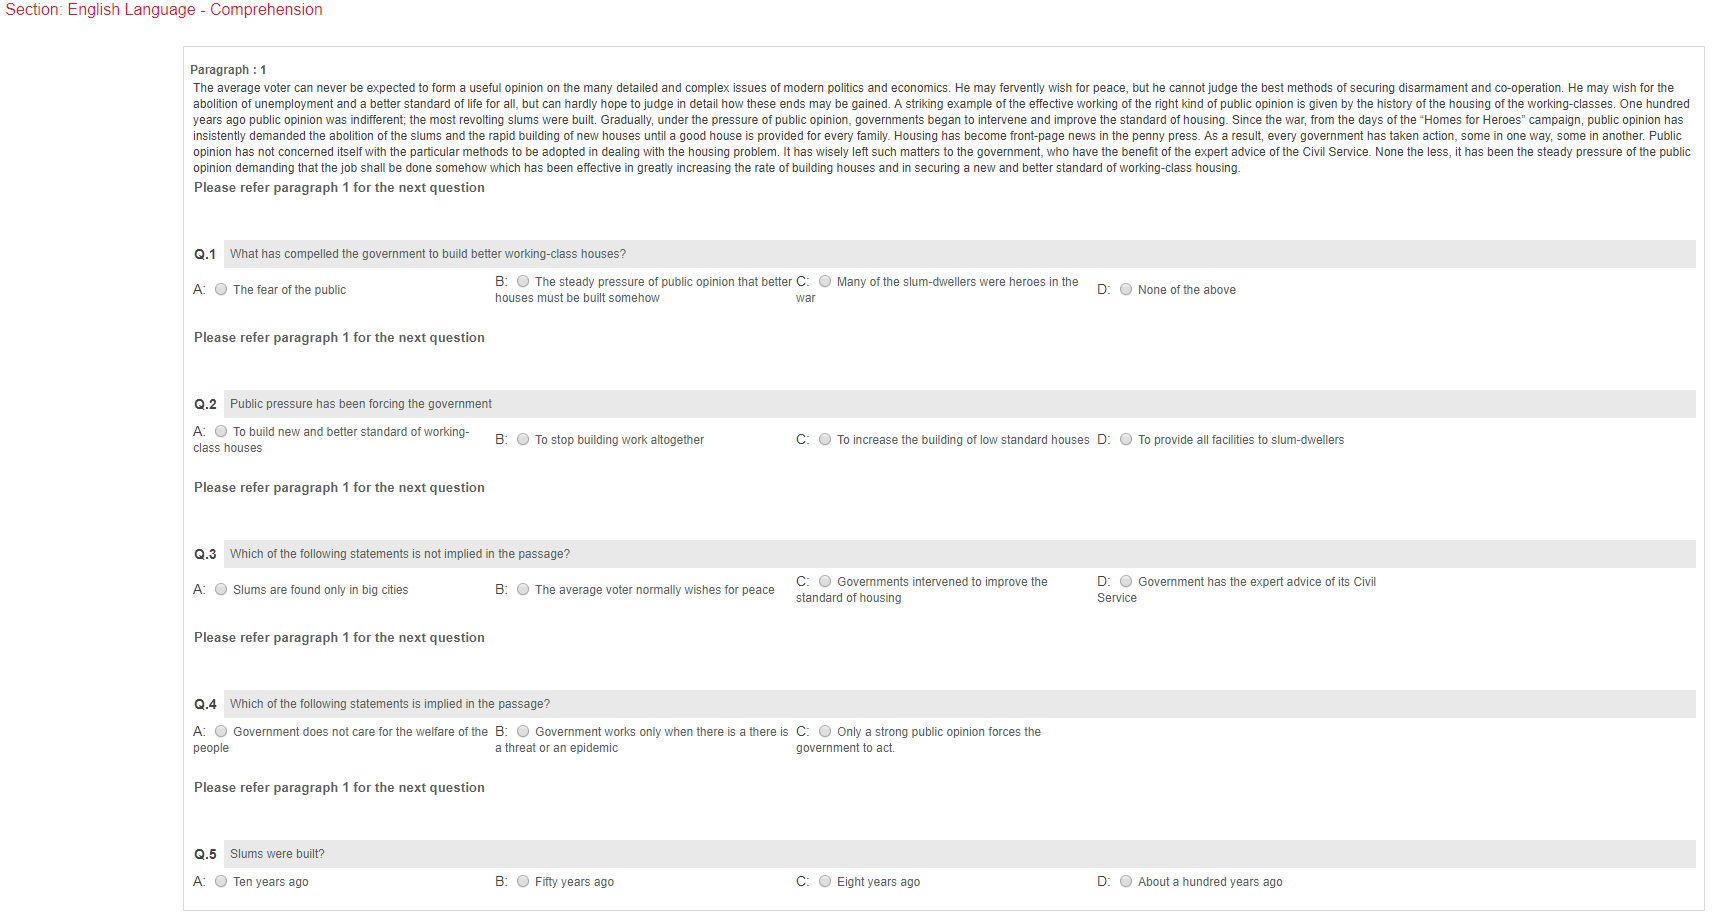 Section: English Language - Comprehension
Paragraph : 1
The average voter can never be expected to form a useful opinion on the many detailed and complex issues of modern politics and economics. He may fervently wish for peace, but he cannot judge the best methods of securing disarmament and co-operation. He may wish for the
abolition of unemployment and a better standard of life for all, but can hardly hope to judge in detail how these ends may be gained. A striking example of the effective working of the right kind of public opinion is given by the history of the housing of the working-classes. One hundred
years ago public opinion was indifferent; the most revolting slums were built. Gradually, under the pressure of public opinion, governments began to intervene and improve the standard of housing. Since the war, from the days of the “Homes for Heroes” campaign, public opinion has
insistently demanded the abolition of the slums and the rapid building of new houses until a good house is provided for every family. Housing has become front-page news in the penny press. As a result, every government has taken action, some in one way, some in another. Public
opinion has not concerned itself with the particular methods to be adopted in dealing with the housing problem. It has wisely left such matters to the government, who have the benefit of the expert advice of the Civil Service. None the less, it has been the steady pressure of the public
opinion demanding that the job shall be done somehow which has been effective in greatly increasing the rate of building houses and in securing a new and better standard of working-class housing.
Please refer paragraph 1 for the next question
Q.1 What has compelled the government to build better working-class houses?
A: The fear of the public
B: The steady pressure of public opinion that better
houses must be built somehow
C: Many of the slum-dwellers were heroes in the
war
D: None of the above
Please refer paragraph 1 for the next question
Q.2 Public pressure has been forcing the government
A: To build new and better standard of working-
class houses
B: To stop building work altogether
C: To increase the building of low standard houses
D: To provide all facilities to slum-dwellers
Please refer paragraph 1 for the next question
Q.3 Which of the following statements is not implied in the passage?
A: Slums are found only in big cities
B: The average voter normally wishes for peace
C: Governments intervened to improve the
standard of housing
D: Government has the expert advice of its Civil
Service
Please refer paragraph 1 for the next question
Q.4 Which of the following statements is implied in the passage?
A: Government does not care for the welfare of the
people
B: Government works only when there is a there is
a threat or an epidemic
C: Only a strong public opinion forces the
government to act.
Please refer paragraph 1 for the next question
Q.5 Slums were built?
A: Ten years ago
B: Fifty years ago
C: Eight years ago
D: About a hundred years ago